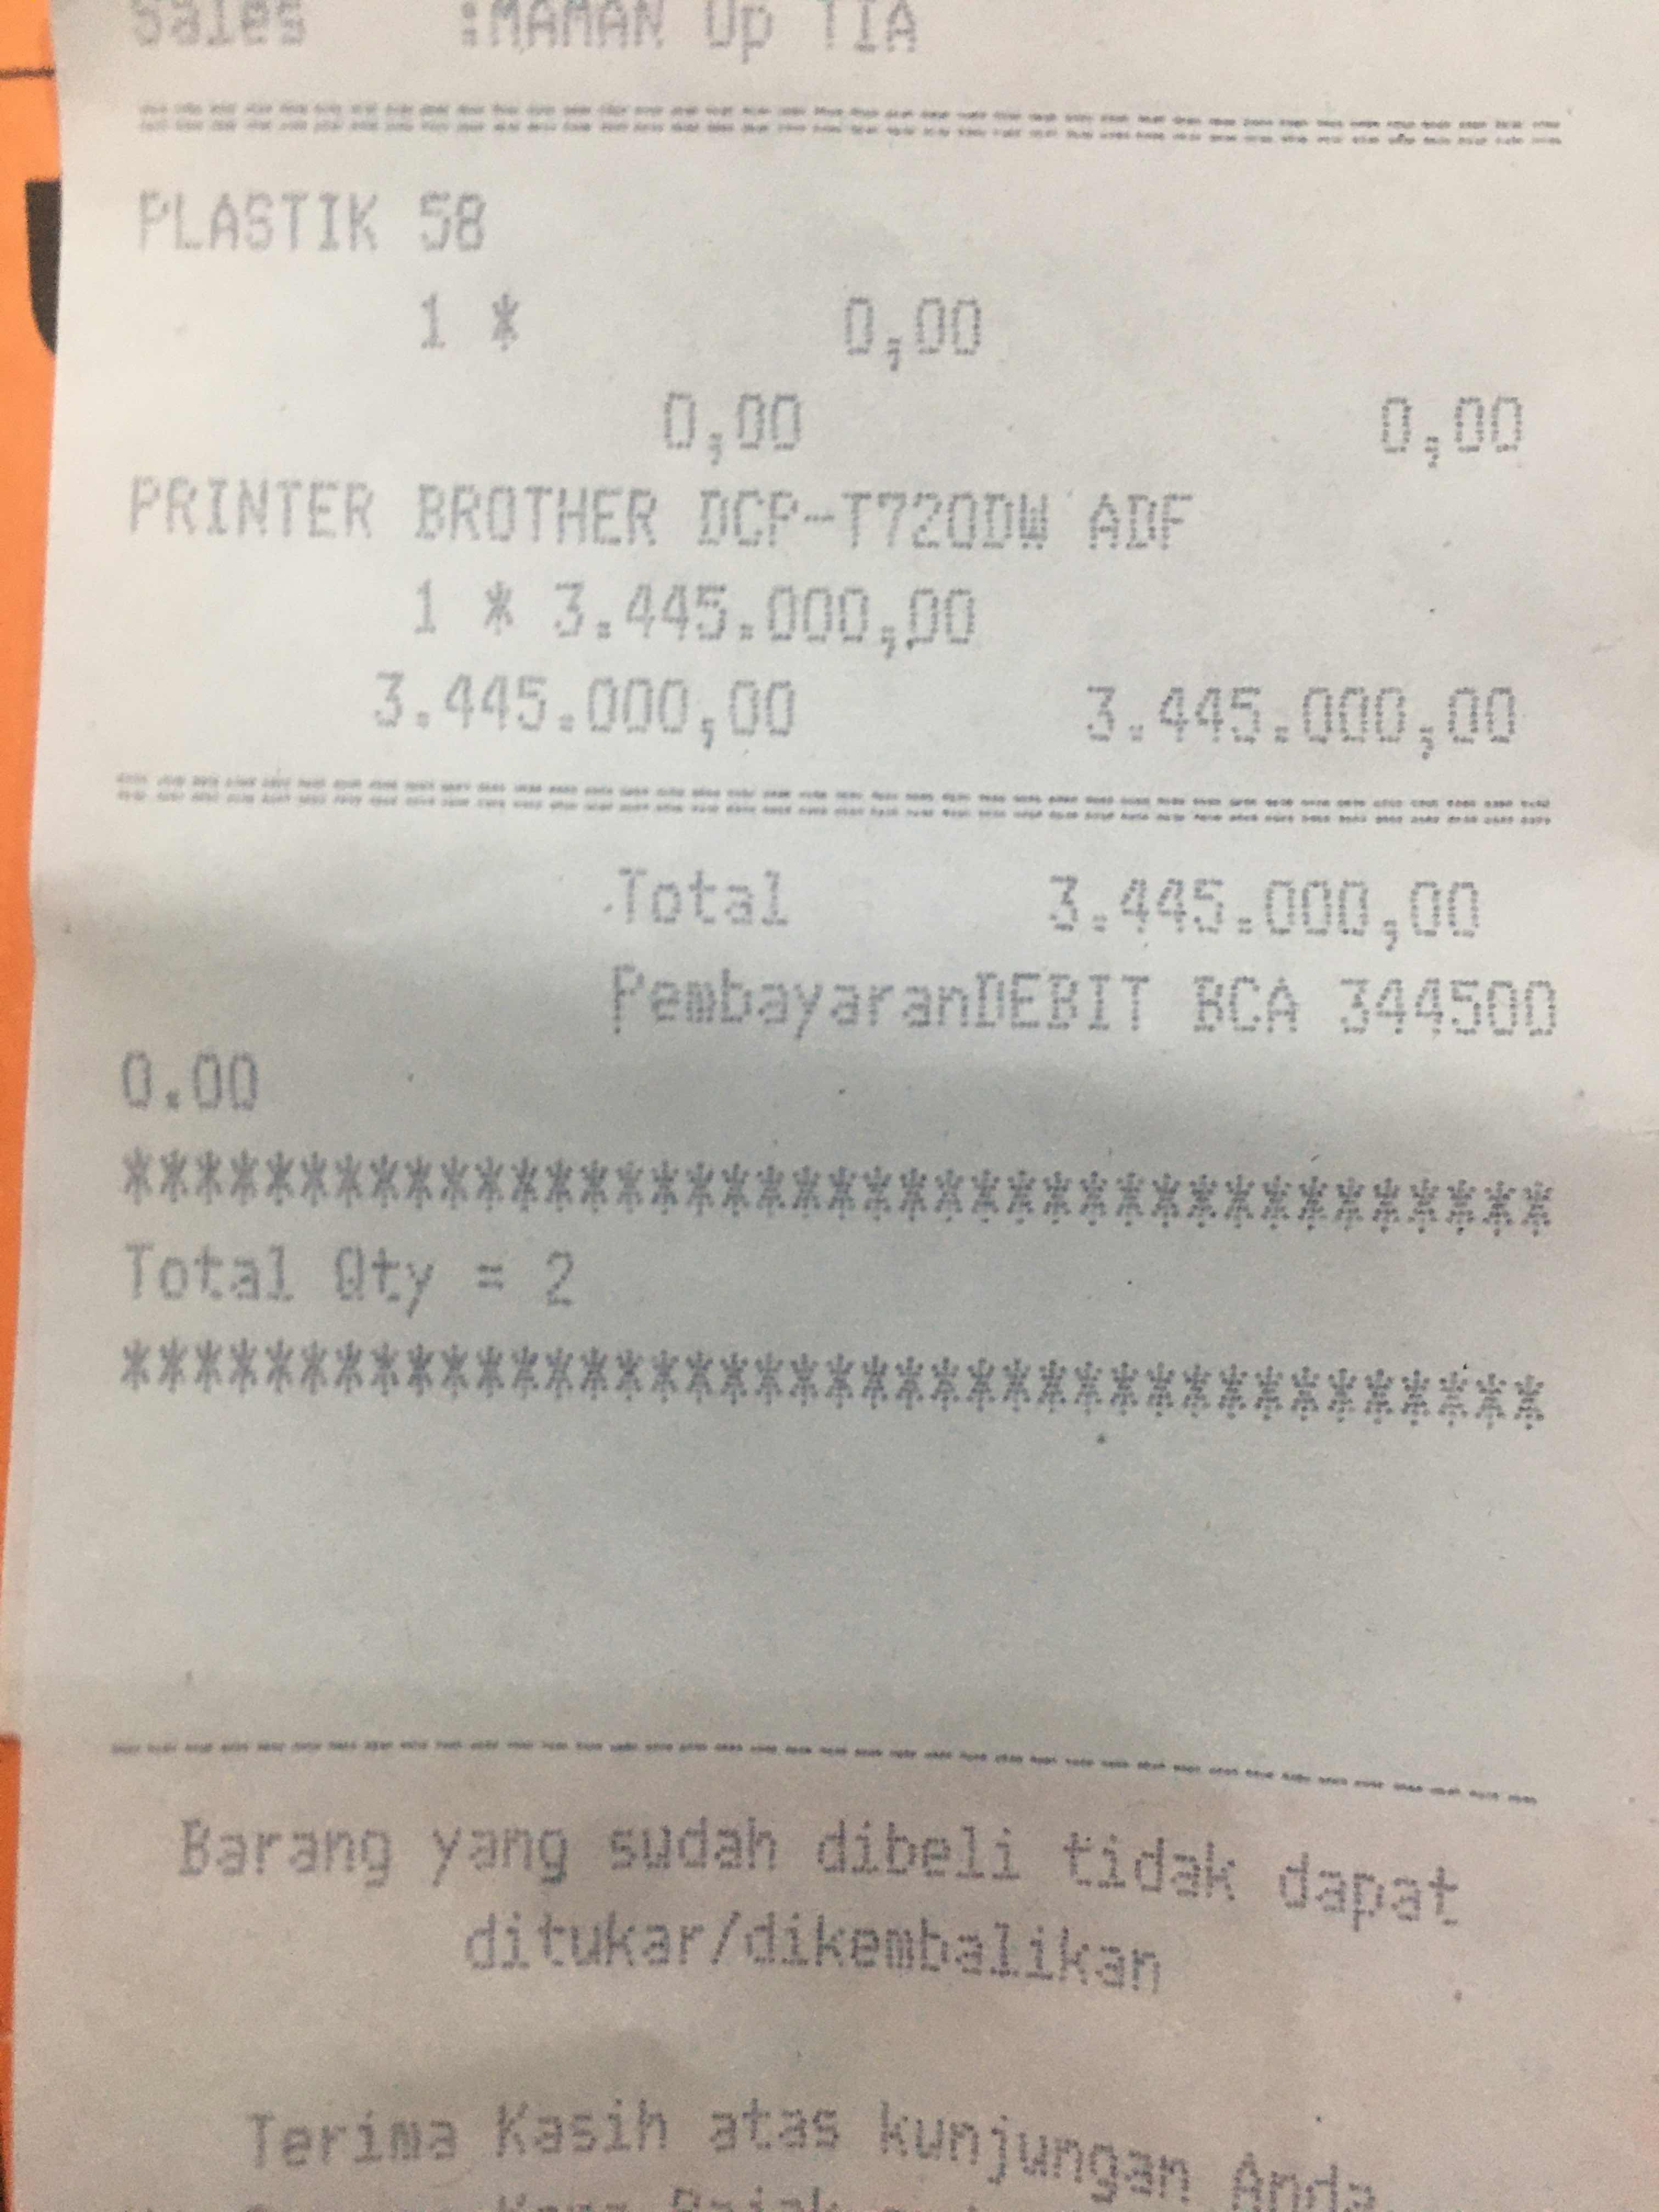 Sales :MAMAN Up TIA
========================================
PLASTIK 58
1 * 0,00
0,00 0,00
PRINTER BROTHER DCP-T720DW ADF
1 * 3.445.000,00
3.445.000,00 3.445.000,00
========================================
Total 3.445.000,00
PembayaranDEBIT BCA 344500
0.00
****************************************
Total Qty = 2
****************************************
----------------------------------------
Barang yang sudah dibeli tidak dapat
ditukar/dikembalikan
Terima Kasih atas kunjungan Anda